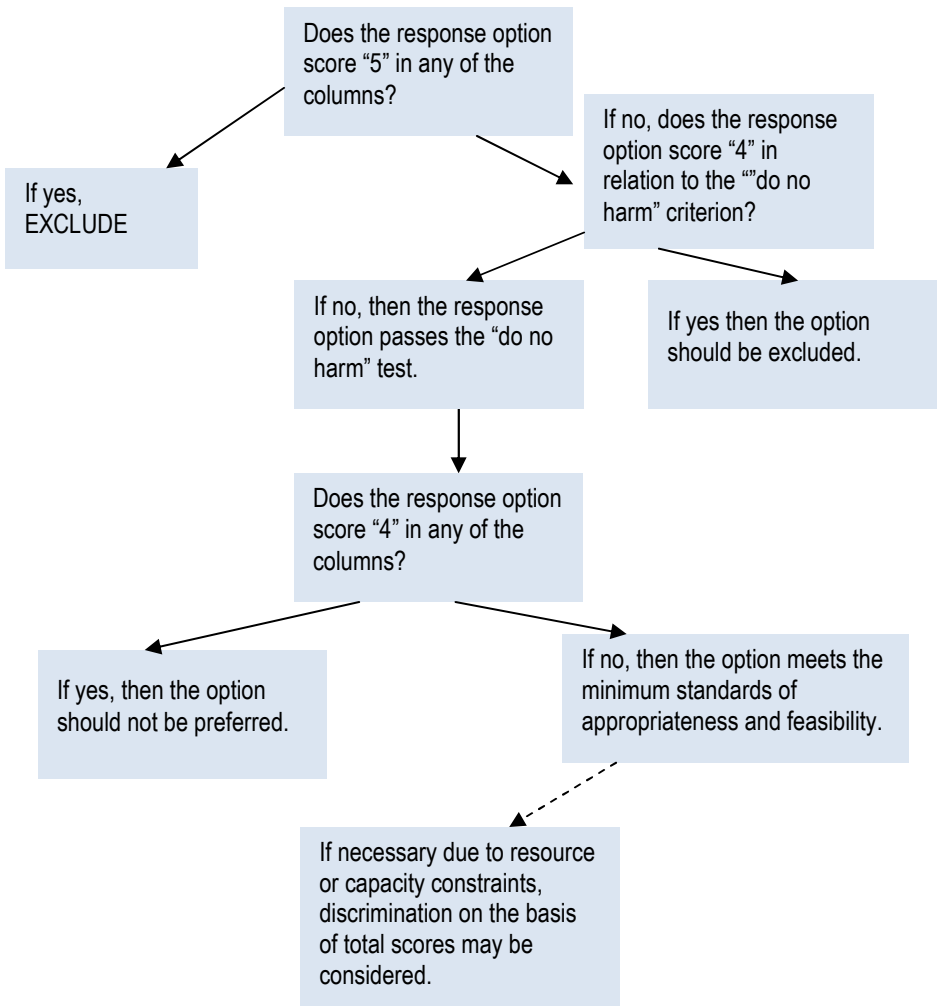 Does the response option
score “5” in any of the
columns?
If no, does the response
option score “4” in
relation to the “”do no
harm” criterion?
If yes,
EXCLUDE
If no, then the response
option passes the “do no
harm” test.
If yes then the option
should be excluded.
Does the response option
score “4” in any of the
columns?
If yes, then the option
should not be preferred.
If no, then the option meets the
minimum standards of
appropriateness and feasibility.
If necessary due to resource
or capacity constraints,
discrimination on the basis
of total scores may be
considered.